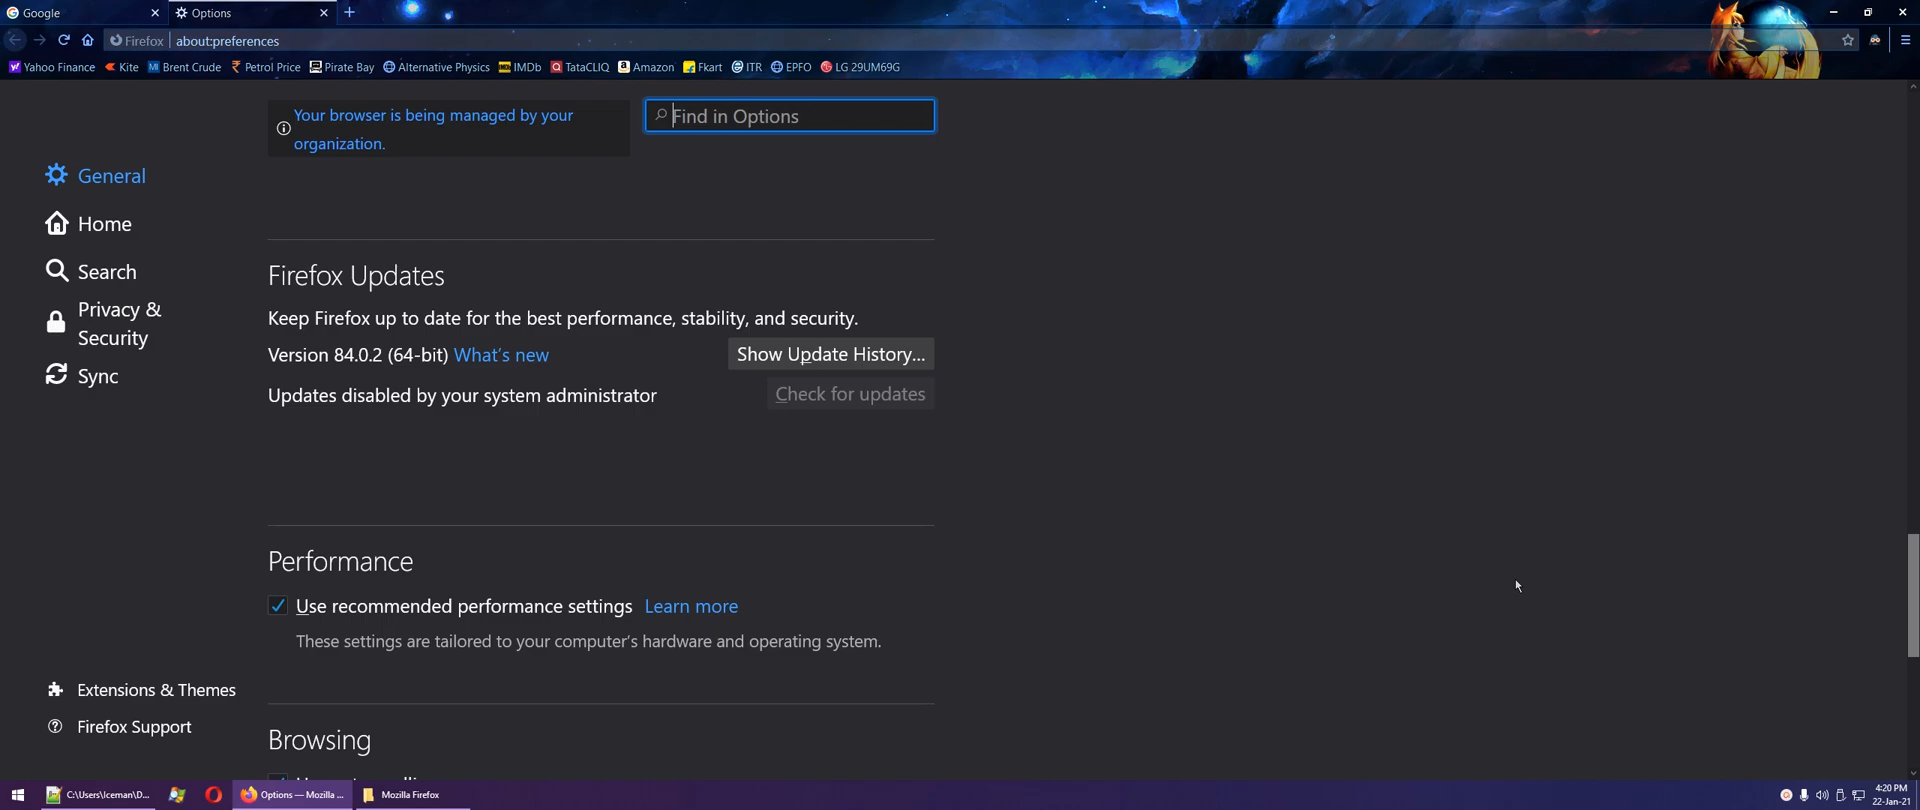 Google
Options
Firefox
about:preferences
Yahoo Finance
Kite
Brent Crude
Petrol Price
Pirate Bay
Alternative Physics
IMDb
TataCLIQ
Amazon
Fkart
ITR
EPFO
LG 29UM69G
Your browser is being managed by your
organization.
Find in Options
General
Home
Search
Privacy &
Security
Sync
Extensions & Themes
Firefox Support
Firefox Updates
Keep Firefox up to date for the best performance, stability, and security.
Version 84.0.2 (64-bit) What's new
Show Update History...
Updates disabled by your system administrator
Check for updates
Performance
Use recommended performance settings Learn more
These settings are tailored to your computer's hardware and operating system.
Browsing
C:\Users\Iceman\D...
Options — Mozilla ...
Mozilla Firefox
4:20 PM
22-Jan-21